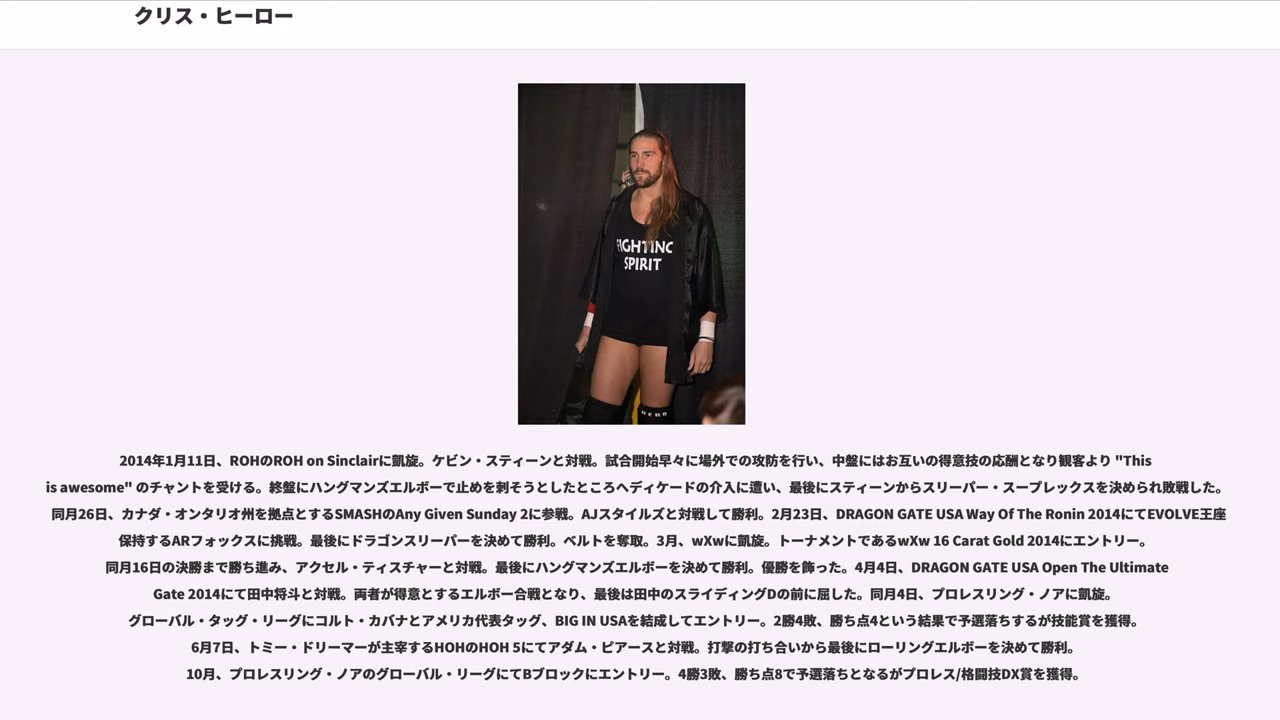 クリス・ヒーロー
FIGHTING
SPIRIT
HERO
2014年1月11日、ROHのROH on Sinclairに凱旋。ケビン・スティーンと対戦。試合開始早々に場外での攻防を行い、中盤にはお互いの得意技の応酬となり観客より "This
is awesome" のチャントを受ける。終盤にハングマンズエルボーで止めを刺そうとしたところへディケードの介入に遭い、最後にスティーンからスリーパー・スープレックスを決められ敗戦した。
同月26日、カナダ・オンタリオ州を拠点とするSMASHのAny Given Sunday 2に参戦。AJスタイルズと対戦して勝利。2月23日、DRAGON GATE USA Way Of The Ronin 2014にてEVOLVE王座
保持するARフォックスに挑戦。最後にドラゴンスリーパーを決めて勝利。ベルトを奪取。3月、wXwに凱旋。トーナメントであるwXw 16 Carat Gold 2014にエントリー。
同月16日の決勝まで勝ち進み、アクセル・ティスチャーと対戦。最後にハングマンズエルボーを決めて勝利。優勝を飾った。4月4日、DRAGON GATE USA Open The Ultimate
Gate 2014にて田中将斗と対戦。両者が得意とするエルボー合戦となり、最後は田中のスライディングDの前に屈した。同月4日、プロレスリング・ノアに凱旋。
グローバル・タッグ・リーグにコルト・カバナとアメリカ代表タッグ、BIG IN USAを結成してエントリー。2勝4敗、勝ち点4という結果で予選落ちするが技能賞を獲得。
6月7日、トミー・ドリーマーが主宰するHOHのHOH 5にてアダム・ピアースと対戦。打撃の打ち合いから最後にローリングエルボーを決めて勝利。
10月、プロレスリング・ノアのグローバル・リーグにてBブロックにエントリー。4勝3敗、勝ち点8で予選落ちとなるがプロレス/格闘技DX賞を獲得。